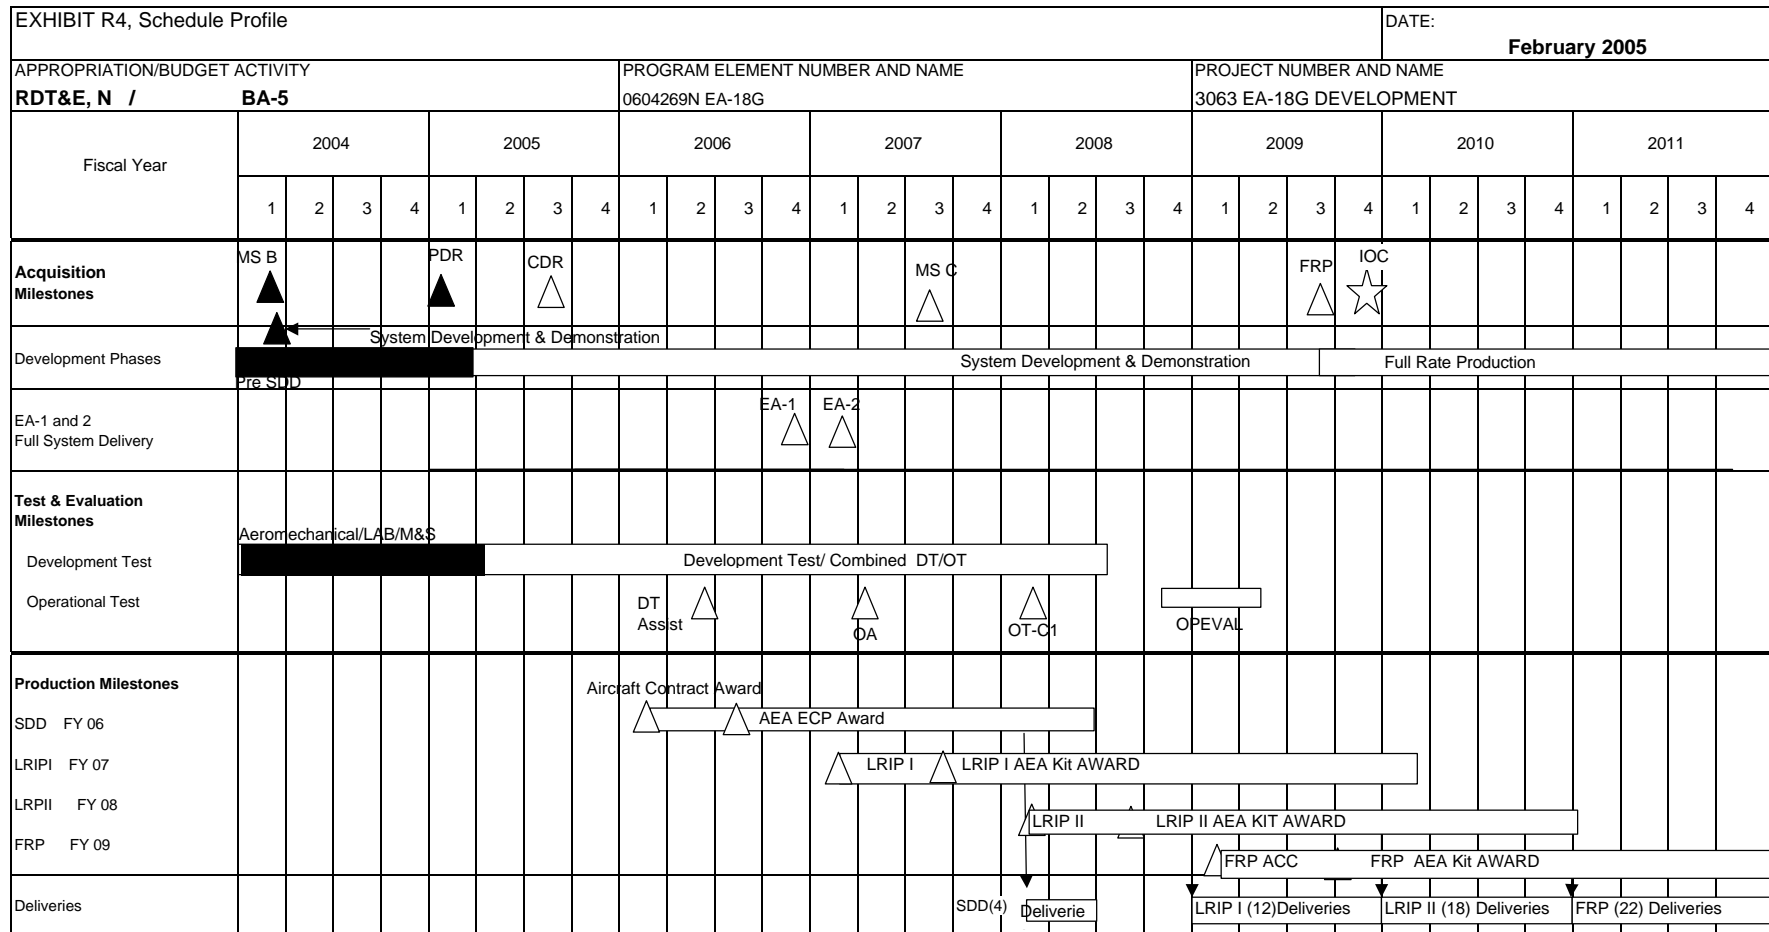 EXHIBIT R4, Schedule Profile
DATE:
February 2005
APPROPRIATION/BUDGET ACTIVITY
PROGRAM ELEMENT NUMBER AND NAME
PROJECT NUMBER AND NAME
RDT&E, N / BA-5
0604269N EA-18G
3063 EA-18G DEVELOPMENT
Fiscal Year
2004 2005 2006 2007 2008 2009 2010 2011
1 2 3 4 1 2 3 4 1 2 3 4 1 2 3 4 1 2 3 4 1 2 3 4 1 2 3 4 1 2 3 4
Acquisition
Milestones
MS B
PDR
CDR
MS C
FRP
IOC
System Development & Demonstration
Development Phases
System Development & Demonstration
Full Rate Production
Pre SDD
EA-1 and 2
Full System Delivery
EA-1
EA-2
Test & Evaluation
Milestones
Aeromechanical/LAB/M&S
Development Test
Development Test/ Combined DT/OT
Operational Test
DT
Assist
OA
OT-C1
OPEVAL
Production Milestones
Aircraft Contract Award
SDD FY 06
AEA ECP Award
LRIPI FY 07
LRIP I
LRIP I AEA Kit AWARD
LRPII FY 08
LRIP II
LRIP II AEA KIT AWARD
FRP FY 09
FRP ACC
FRP AEA Kit AWARD
Deliveries
SDD(4)
Deliverie
LRIP I (12)Deliveries
LRIP II (18) Deliveries
FRP (22) Deliveries